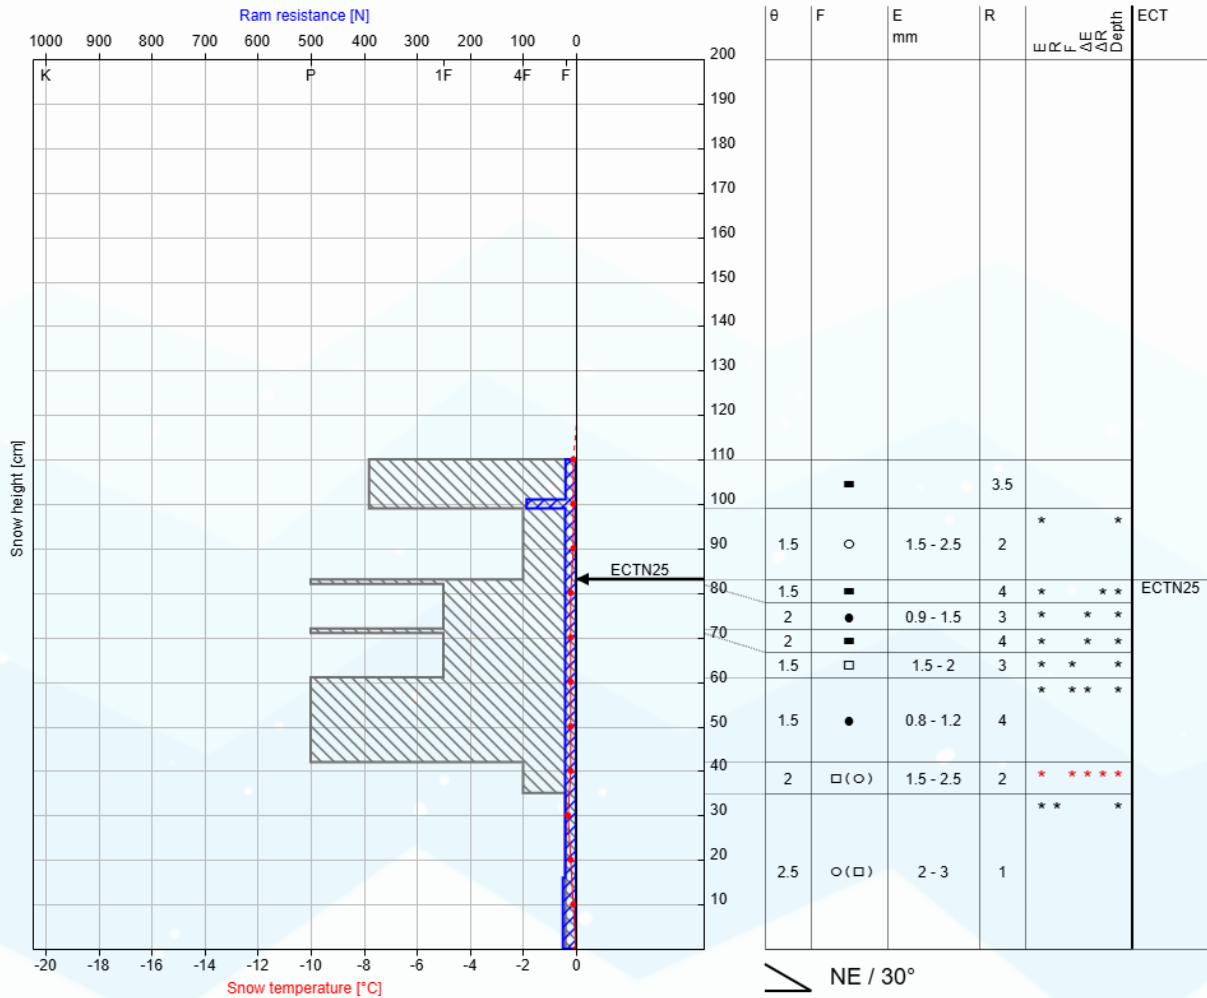 Ram resistance [N]
1000 900 800 700 600 500 400 300 200 100 0
K P 1F 4F F
θ F E R ECT
mm
E R F ΔE ΔR Depth
200
190
180
170
160
150
140
130
120
110
100
90
80
70
60
50
40
30
20
10
Snow height [cm]
ECTN25
3.5
* *
1.5 1.5 - 2.5 2
1.5 4 * * * ECTN25
2 0.9 - 1.5 3 * * *
2 4 * * *
1.5 1.5 - 2 3 * * *
* * * *
1.5 0.8 - 1.2 4
2 ( ) 1.5 - 2.5 2 * * * * *
* * *
2.5 ( ) 2 - 3 1
-20 -18 -16 -14 -12 -10 -8 -6 -4 -2 0
Snow temperature [°C]
NE / 30°